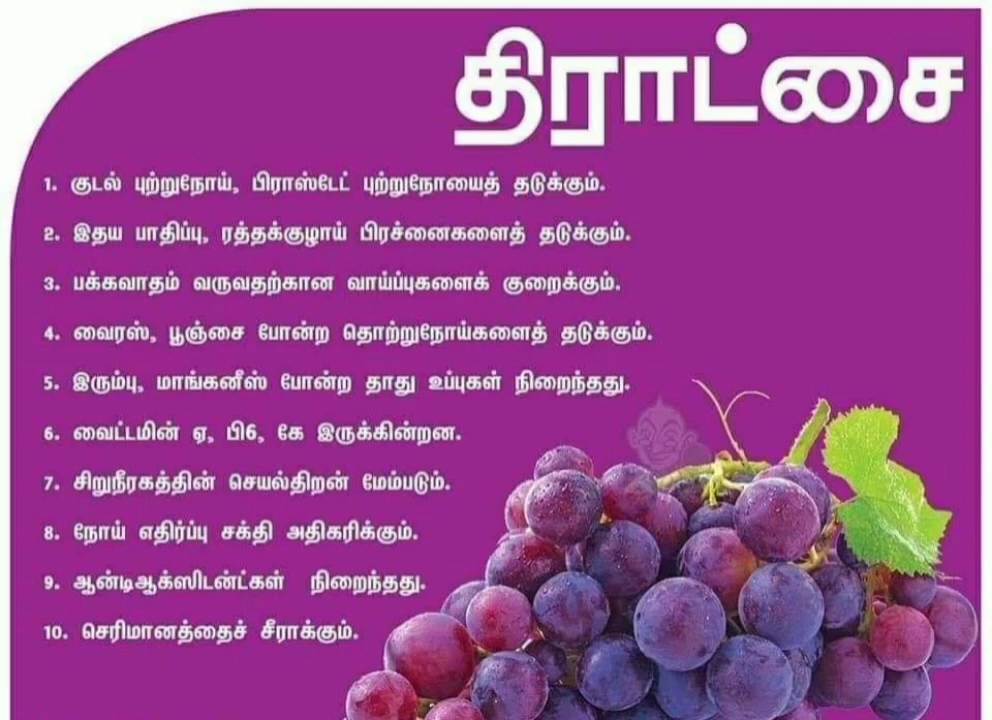 திராட்சை
1. குடல் புற்றுநோய், பிராஸ்டேட் புற்றுநோயைத் தடுக்கும்.
2. இதய பாதிப்பு, ரத்தக்குழாய் பிரச்னைகளைத் தடுக்கும்.
3. பக்கவாதம் வருவதற்கான வாய்ப்புகளைக் குறைக்கும்.
4. வைரஸ், பூஞ்சை போன்ற தொற்றுநோய்களைத் தடுக்கும்.
5. இரும்பு, மாங்கனீஸ் போன்ற தாது உப்புகள் நிறைந்தது.
6. வைட்டமின் ஏ, பி6, கே இருக்கின்றன.
7. சிறுநீரகத்தின் செயல்திறன் மேம்படும்.
8. நோய் எதிர்ப்பு சக்தி அதிகரிக்கும்.
9. ஆன்டிஆக்ஸிடன்ட்கள் நிறைந்தது.
10. செரிமானத்தைச் சீராக்கும்.